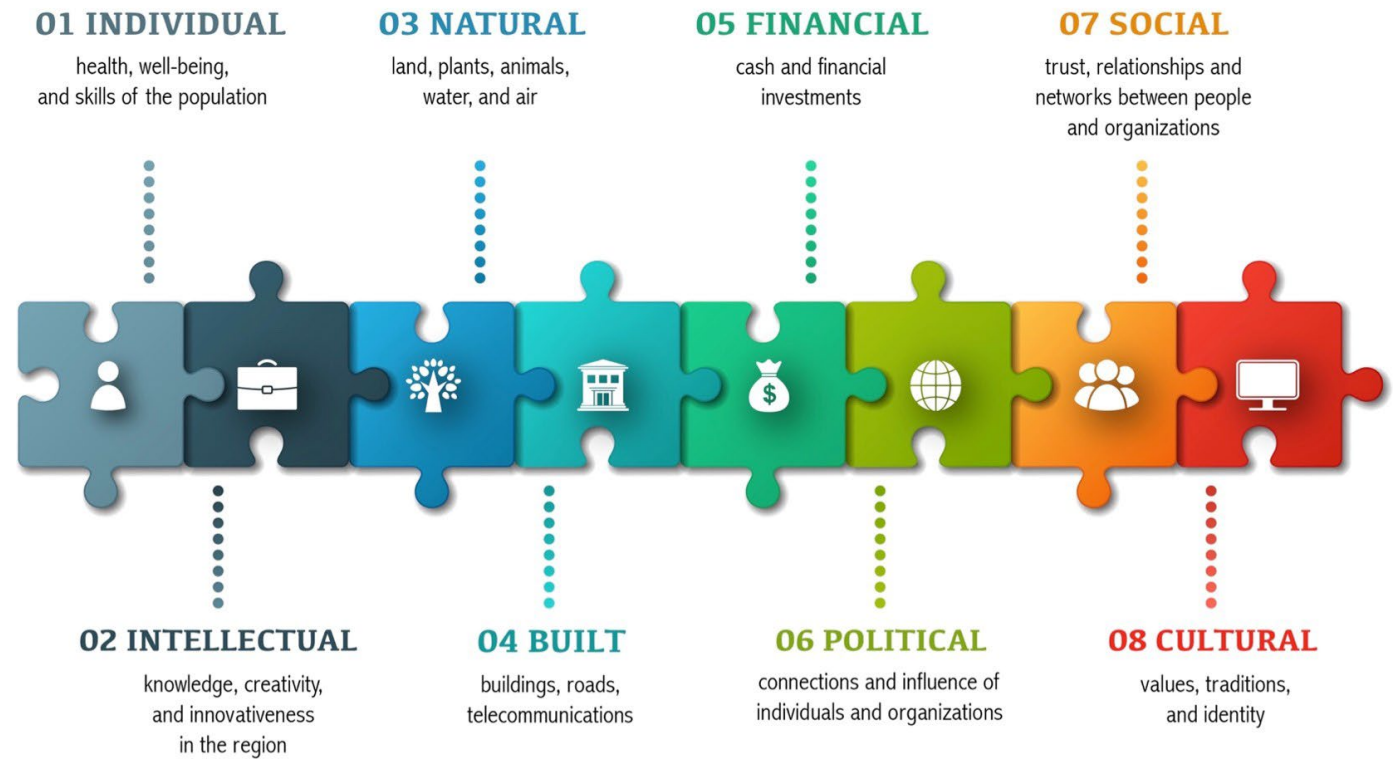 01 INDIVIDUAL
health, well-being,
and skills of the population
03 NATURAL
land, plants, animals,
water, and air
05 FINANCIAL
cash and financial
investments
07 SOCIAL
trust, relationships and
networks between people
and organizations
$
02 INTELLECTUAL
knowledge, creativity,
and innovativeness
in the region
04 BUILT
buildings, roads,
telecommunications
06 POLITICAL
connections and influence of
individuals and organizations
08 CULTURAL
values, traditions,
and identity